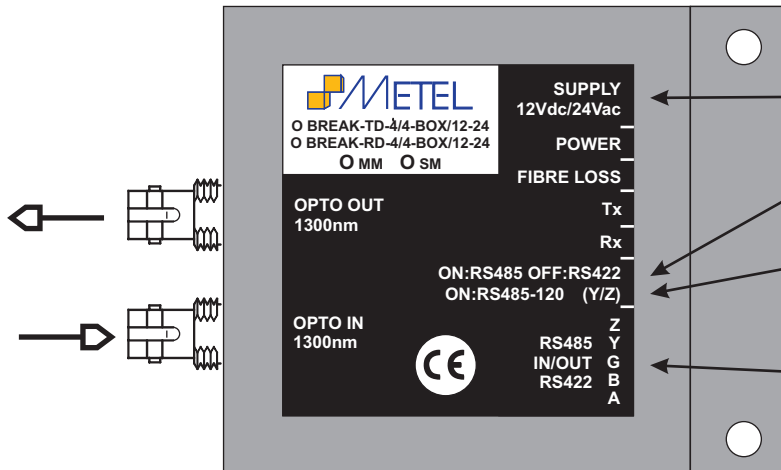 METEL
O BREAK-TD-4/4-BOX/12-24
O BREAK-RD-4/4-BOX/12-24
O MM O SM
SUPPLY
12Vdc/24Vac
POWER
FIBRE LOSS
OPTO OUT
1300nm
Tx
Rx
ON:RS485 OFF:RS422
ON:RS485-120 (Y/Z)
OPTO IN
1300nm
CE
Z
RS485 Y
IN/OUT G
RS422 B
A